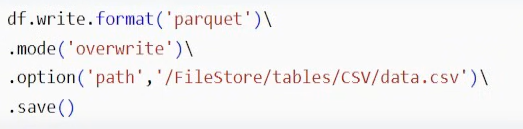 df.write.format('parquet')\
.mode('overwrite')\
.option('path','/FileStore/tables/CSV/data.csv')\
.save()